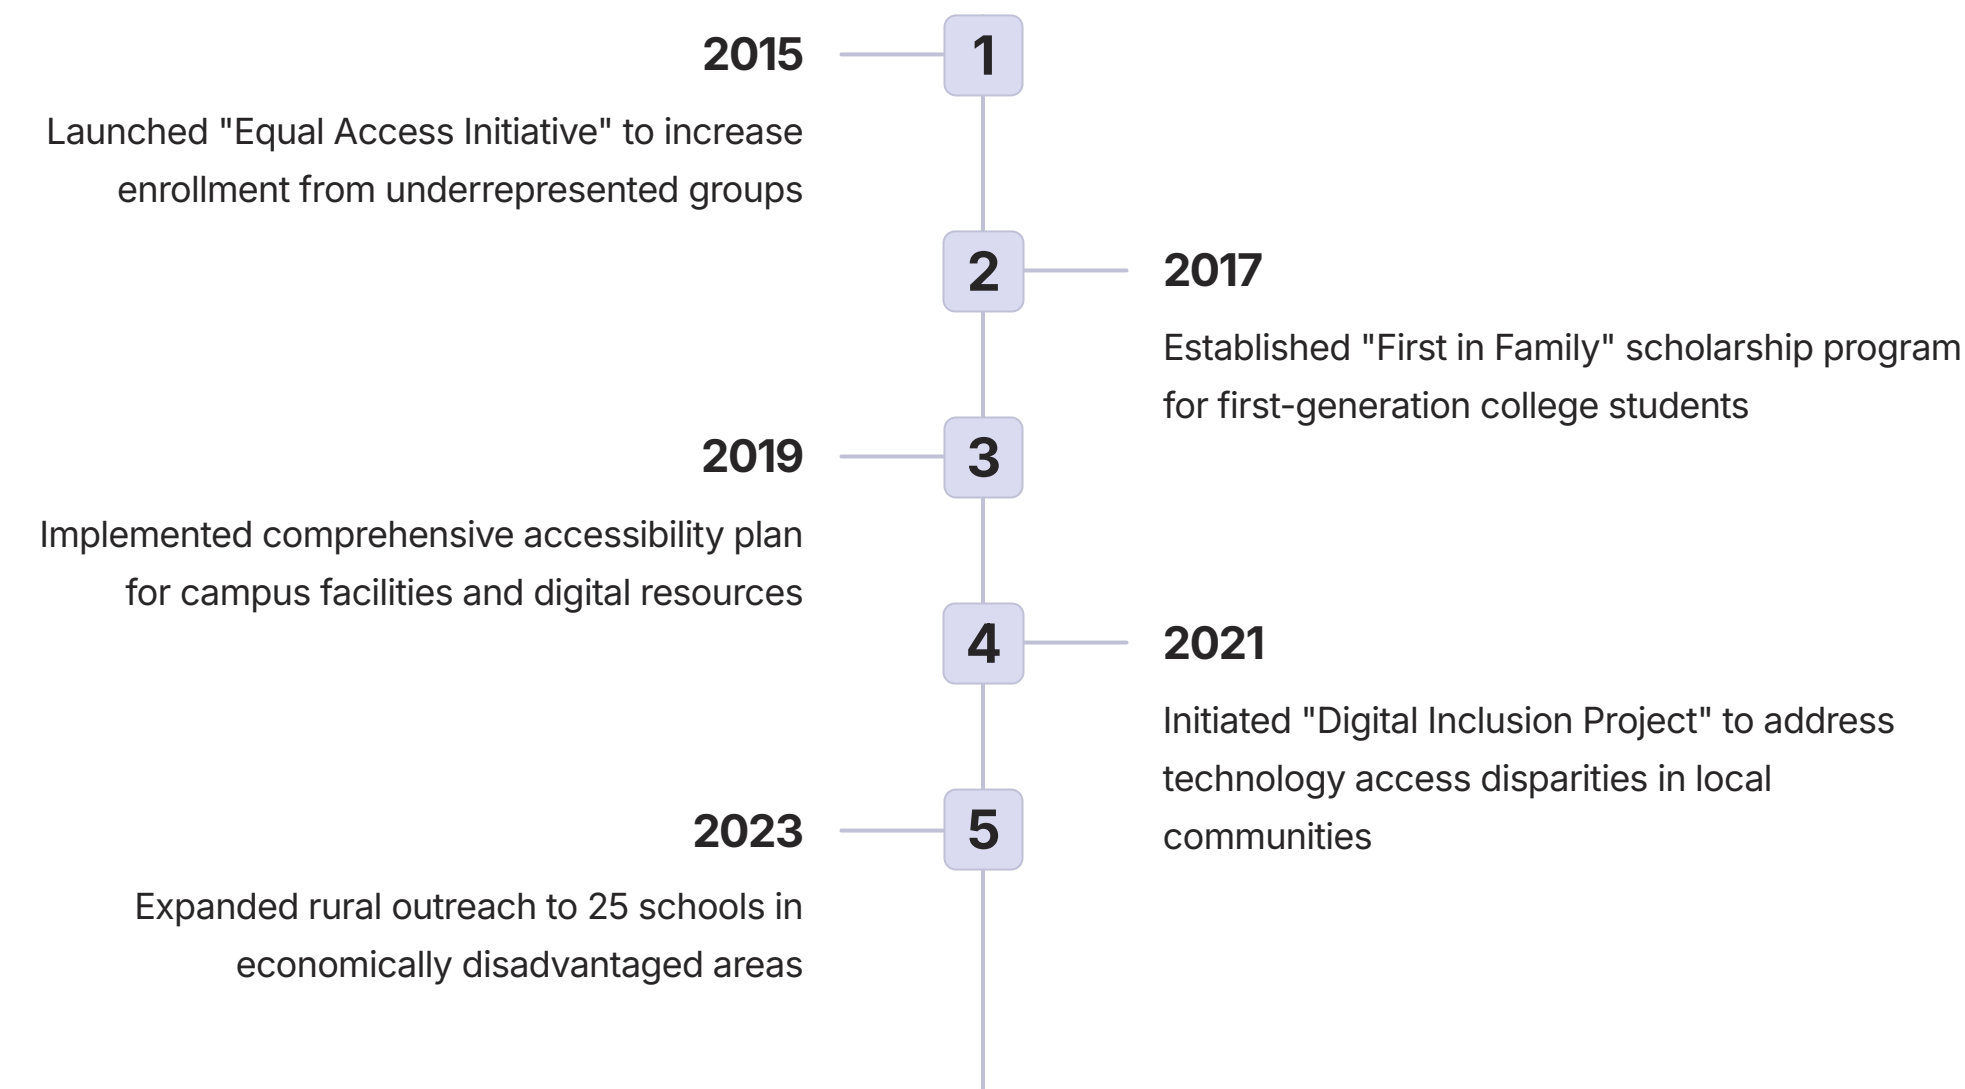 1
2015
Launched "Equal Access Initiative" to increase
enrollment from underrepresented groups
2
2017
Established "First in Family" scholarship program
for first-generation college students
3
2019
Implemented comprehensive accessibility plan
for campus facilities and digital resources
4
2021
Initiated "Digital Inclusion Project" to address
technology access disparities in local
communities
5
2023
Expanded rural outreach to 25 schools in
economically disadvantaged areas